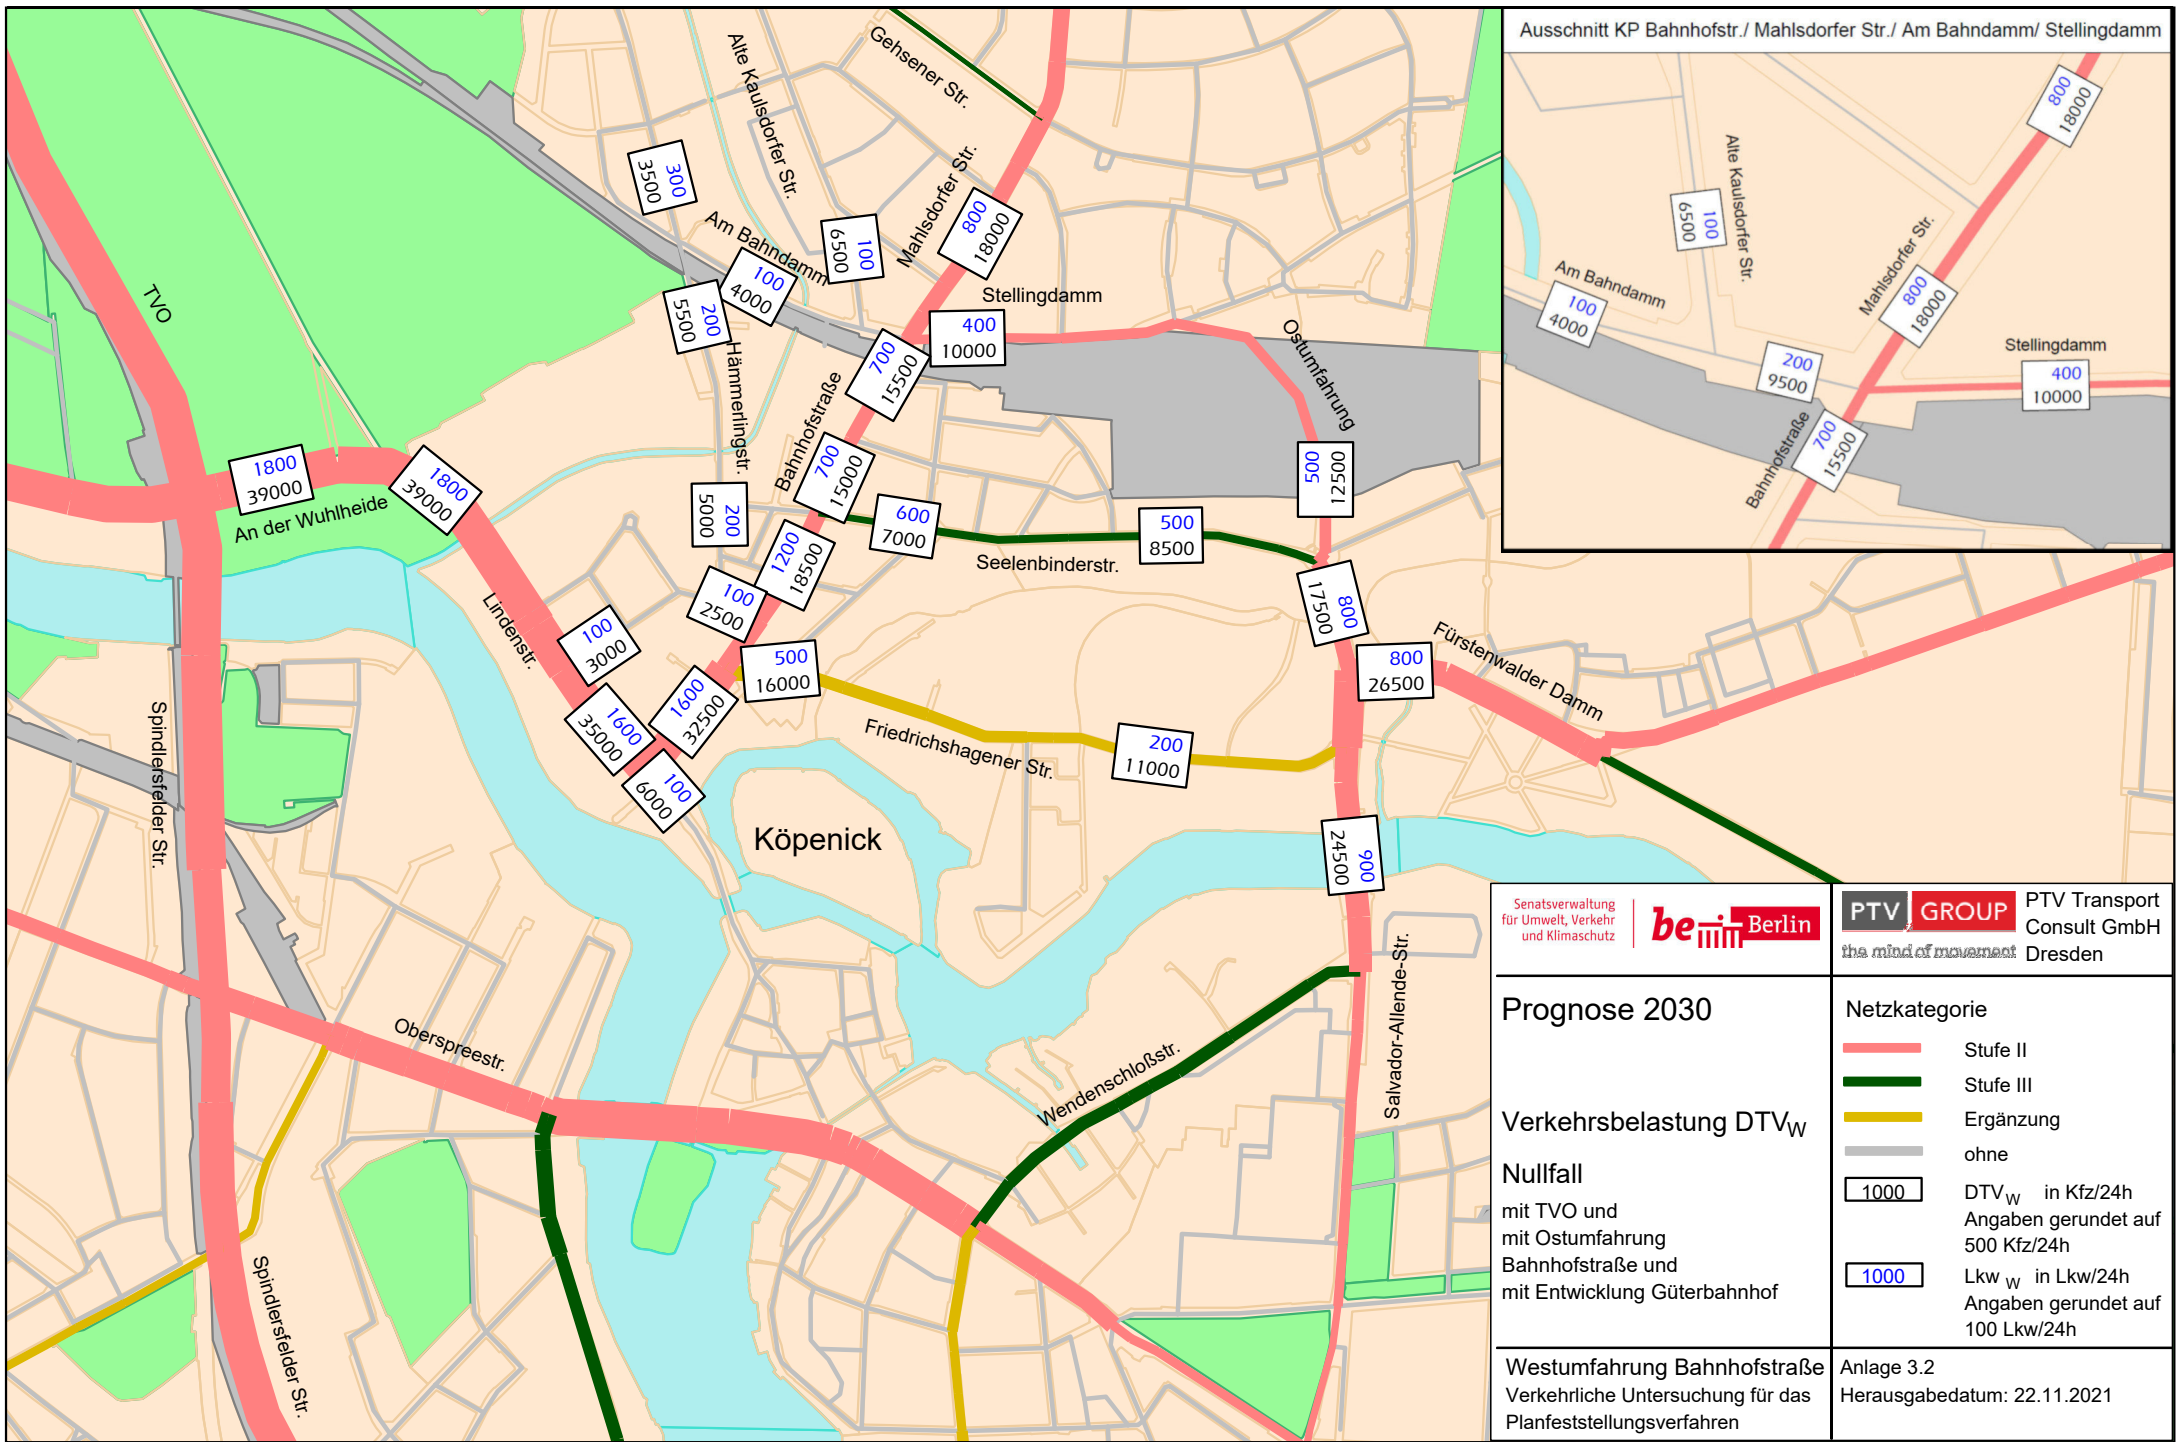 Ausschnitt KP Bahnhofstr./ Mahlsdorfer Str./ Am Bahndamm/ Stellingdamm
800
18000
Alte Kaulsdorfer Str.
100
6500
Mahlsdorfer Str.
Am Bahndamm
100
4000
800
18000
Stellingdamm
200
9500
400
10000
Bahnhofstraße
700
15500
Gehsener Str.
Alte Kaulsdorfer Str.
Mahlsdorfer Str.
300
3500
Am Bahndamm
100
6500
800
18000
100
4000
TVO
200
5500
Stellingdamm
400
10000
Ostumfahrung
Hämmerlingstr.
Bahnhofstraße
700
15500
1800
39000
An der Wuhlheide
1800
39000
700
15000
500
12500
200
5000
600
7000
500
8500
Seelenbinderstr.
1200
18500
Lindenstr.
100
3000
100
2500
800
17500
Fürstenwalder Damm
500
16000
800
26500
1600
35000
1600
32500
Friedrichshagener Str.
200
11000
Spindlersfelder Str.
100
6000
Köpenick
900
24500
Salvador-Allende-Str.
Oberspreestr.
Wendenschloßstr.
Spindlersfelder Str.
Senatsverwaltung
für Umwelt, Verkehr
und Klimaschutz
be Berlin
PTV GROUP
the mind of movement
PTV Transport
Consult GmbH
Dresden
Prognose 2030
Verkehrsbelastung DTVW
Nullfall
mit TVO und
mit Ostumfahrung
Bahnhofstraße und
mit Entwicklung Güterbahnhof
Netzkategorie
Stufe II
Stufe III
Ergänzung
ohne
1000
DTVW in Kfz/24h
Angaben gerundet auf
500 Kfz/24h
1000
Lkw W in Lkw/24h
Angaben gerundet auf
100 Lkw/24h
Westumfahrung Bahnhofstraße
Verkehrliche Untersuchung für das
Planfeststellungsverfahren
Anlage 3.2
Herausgabedatum: 22.11.2021